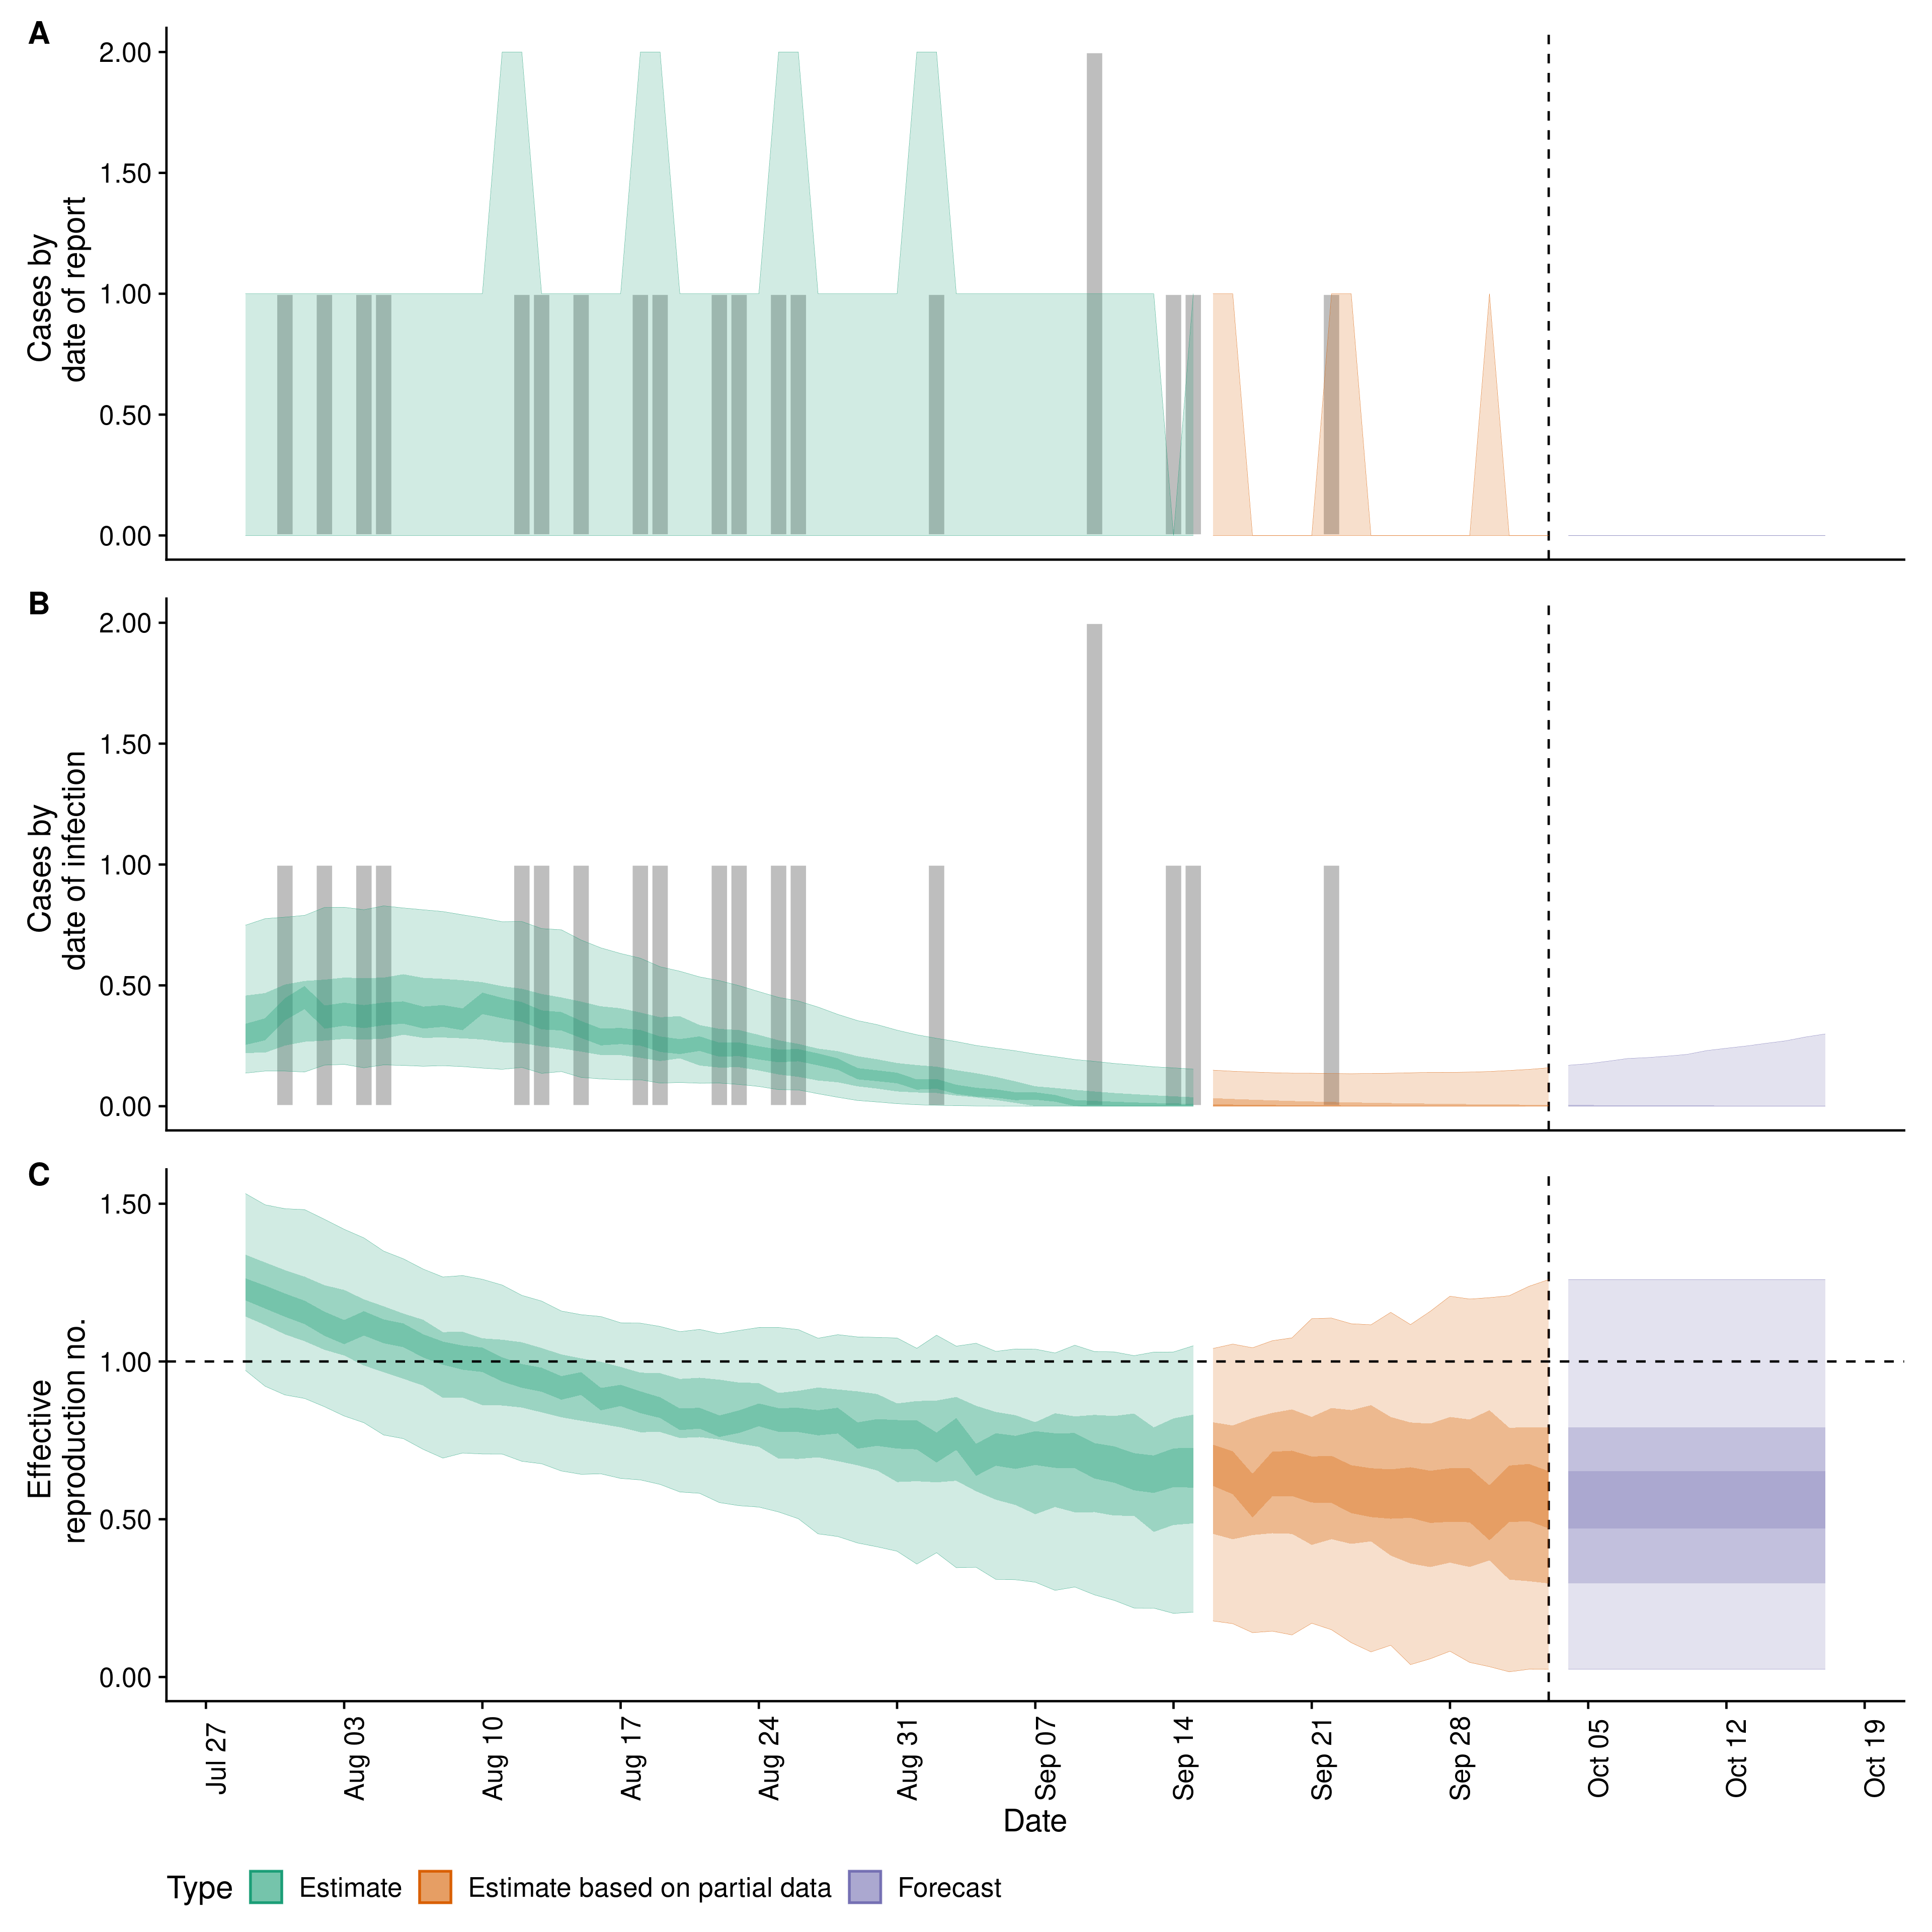 A
Cases by
date of report
2.00
1.50
1.00
0.50
0.00
B
Cases by
date of infection
2.00
1.50
1.00
0.50
0.00
C
Effective
reproduction no.
1.50
1.00
0.50
0.00
Jul 27
Aug 03
Aug 10
Aug 17
Aug 24
Aug 31
Sep 07
Sep 14
Sep 21
Sep 28
Oct 05
Oct 12
Oct 19
Date
Type Estimate Estimate based on partial data Forecast